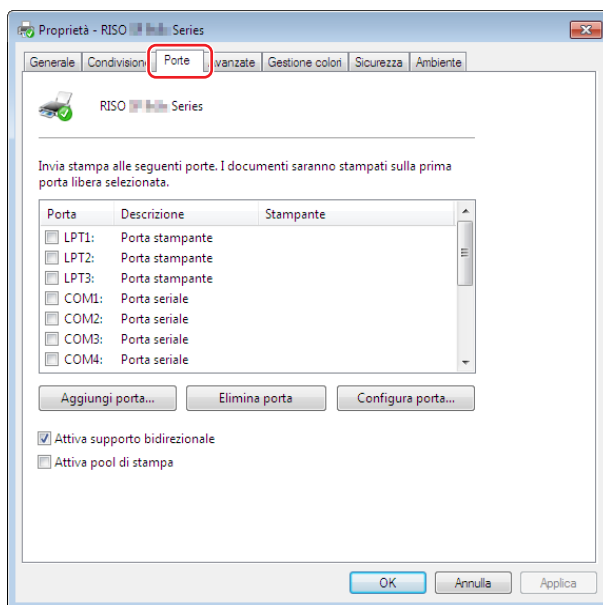 Proprietà - RISO Series
Generale Condivisione Porte Avanzate Gestione colori Sicurezza Ambiente
RISO Series
Invia stampa alle seguenti porte. I documenti saranno stampati sulla prima
porta libera selezionata.
Porta Descrizione Stampante
LPT1: Porta stampante
LPT2: Porta stampante
LPT3: Porta stampante
COM1: Porta seriale
COM2: Porta seriale
COM3: Porta seriale
COM4: Porta seriale
Aggiungi porta... Elimina porta Configura porta...
Attiva supporto bidirezionale
Attiva pool di stampa
OK Annulla Applica